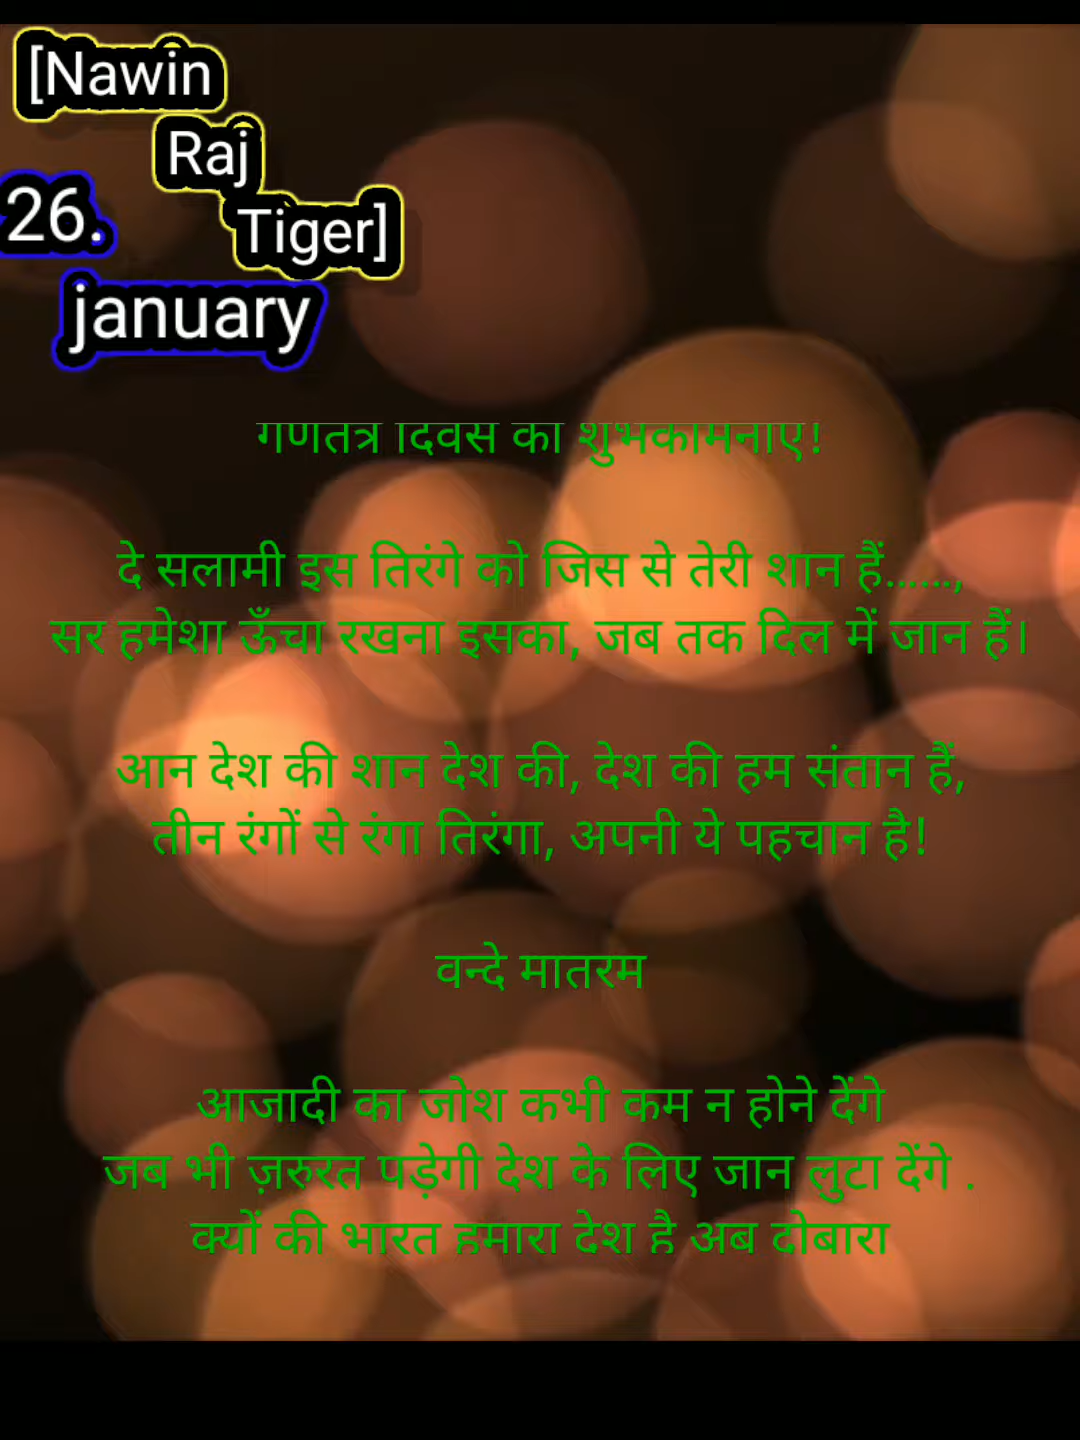 [Nawin
Raj
Tiger]
26.
january
गणतंत्र दिवस की शुभकामनाएं!
दे सलामी इस तिरंगे को जिस से तेरी शान हैं......,
सर हमेशा ऊँचा रखना इसका, जब तक दिल में जान हैं।
आन देश की शान देश की, देश की हम संतान हैं,
तीन रंगों से रंगा तिरंगा, अपनी ये पहचान है!
वन्दे मातरम
आजादी का जोश कभी कम न होने देंगे
जब भी ज़रुरत पड़ेगी देश के लिए जान लुटा देंगे .
क्यों की भारत हमारा देश है अब दोबारा